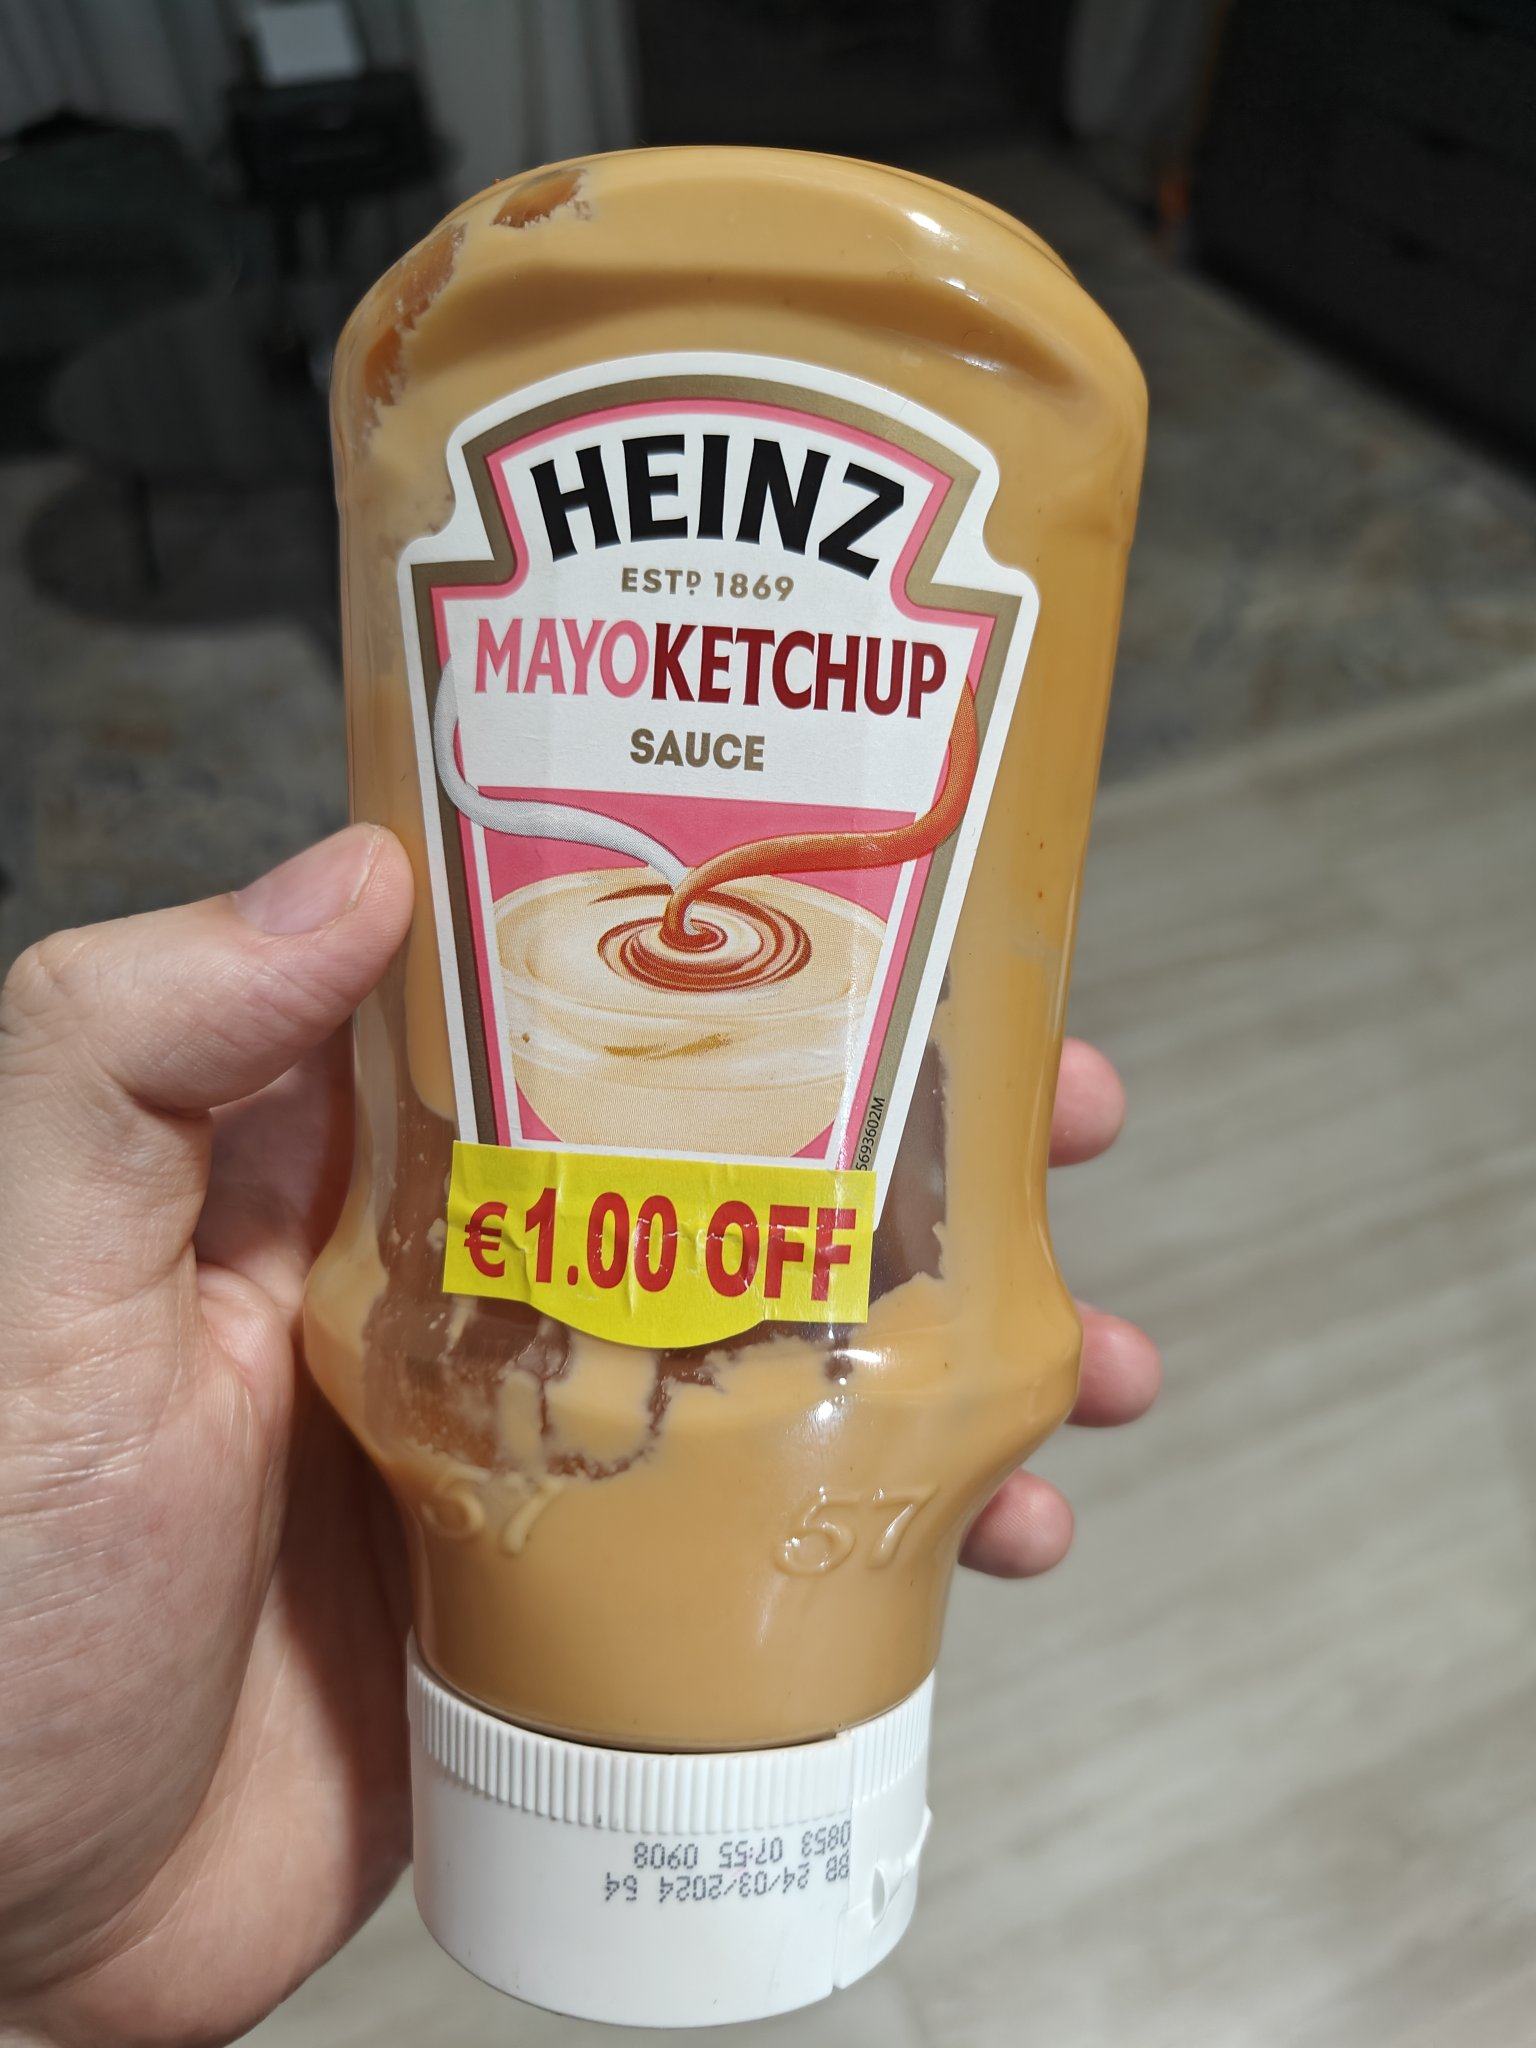 HEINZ
ESTD 1869
MAYOKETCHUP
SAUCE
5693602M
€1.00 OFF
57 57
BB 24/03/2024 64
0853 07:55 0908